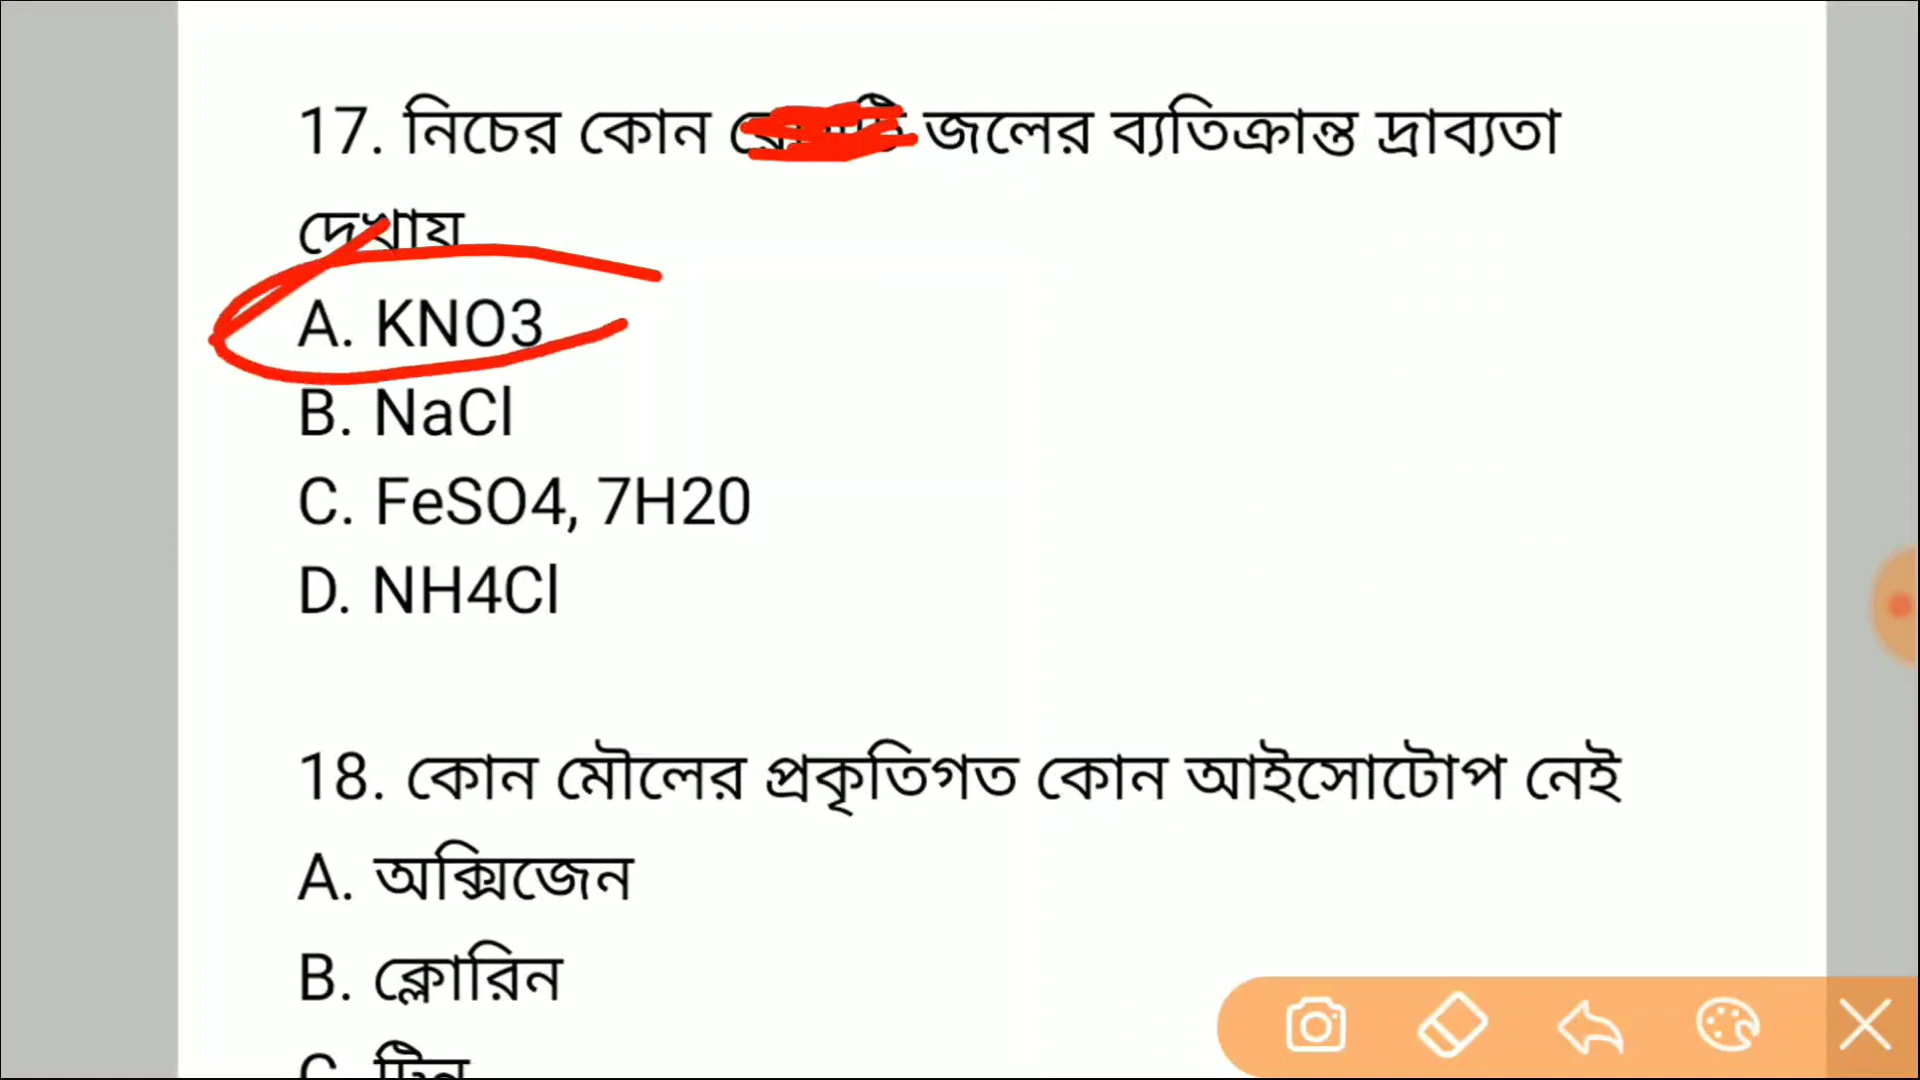 17. নিচের কোন জলের ব্যতিক্রান্ত দ্রাব্যতা
দেখায়
A. KNO3
B. NaCl
C. FeSO4, 7H20
D. NH4Cl
18. কোন মৌলের প্রকৃতিগত কোন আইসোটোপ নেই
A. অক্সিজেন
B. ক্লোরিন
C. টিন